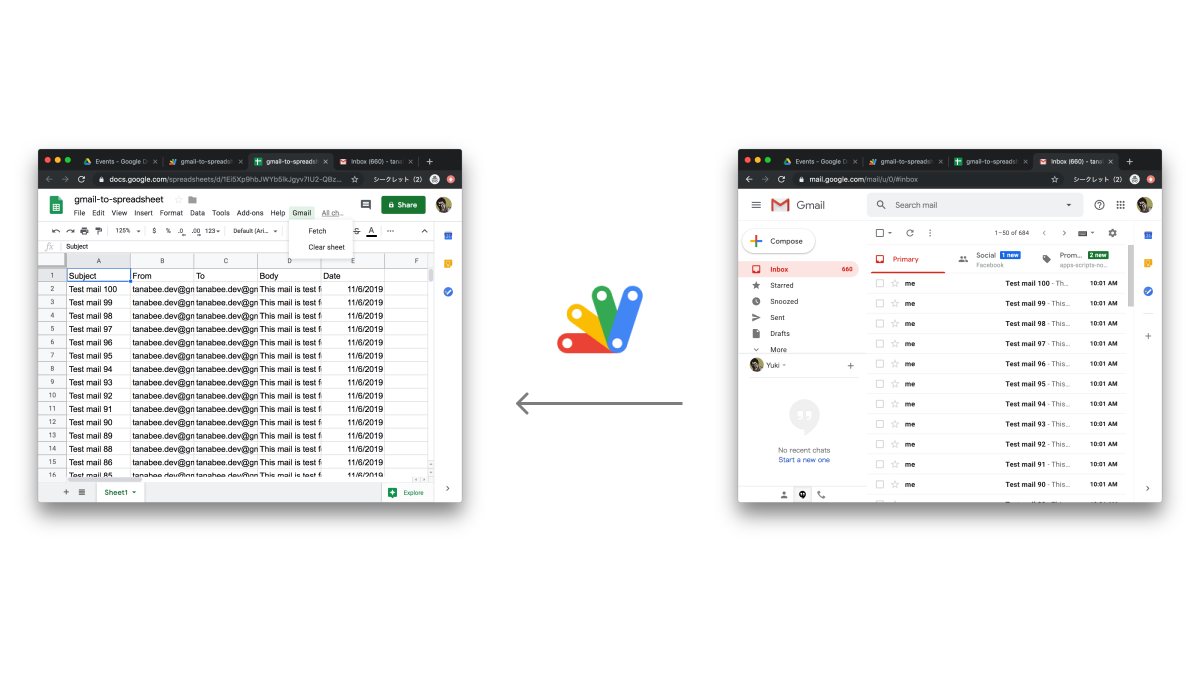 Events - Google D
gmail-to-spreadsh
gmail-to-spreadsh
Inbox (660) - tana
docs.google.com/spreadsheets/d/1Ei5Xp9hbJWYb5lkJgyv7IU2-QBz...
シークレット (2)
gmail-to-spreadsheet
File Edit View Insert Format Data Tools Add-ons Help Gmail All ch...
Share
125% $ % .0 .00 123 Default (Ari... S A
Fetch
Clear sheet
fx Subject
A B C D E F
1 Subject From To Body Date
2 Test mail 100 tanabee.dev@gn tanabee.dev@gn This mail is test f 11/6/2019
3 Test mail 99 tanabee.dev@gn tanabee.dev@gn This mail is test f 11/6/2019
4 Test mail 98 tanabee.dev@gn tanabee.dev@gn This mail is test f 11/6/2019
5 Test mail 97 tanabee.dev@gn tanabee.dev@gn This mail is test f 11/6/2019
6 Test mail 96 tanabee.dev@gn tanabee.dev@gn This mail is test f 11/6/2019
7 Test mail 95 tanabee.dev@gn tanabee.dev@gn This mail is test f 11/6/2019
8 Test mail 94 tanabee.dev@gn tanabee.dev@gn This mail is test f 11/6/2019
9 Test mail 93 tanabee.dev@gn tanabee.dev@gn This mail is test f 11/6/2019
10 Test mail 92 tanabee.dev@gn tanabee.dev@gn This mail is test f 11/6/2019
11 Test mail 91 tanabee.dev@gn tanabee.dev@gn This mail is test f 11/6/2019
12 Test mail 90 tanabee.dev@gn tanabee.dev@gn This mail is test f 11/6/2019
13 Test mail 89 tanabee.dev@gn tanabee.dev@gn This mail is test f 11/6/2019
14 Test mail 88 tanabee.dev@gn tanabee.dev@gn This mail is test f 11/6/2019
15 Test mail 86 tanabee.dev@gn tanabee.dev@gn This mail is test f 11/6/2019
16 Test mail 85 tanabee.dev@gn tanabee.dev@gn This mail is test f 11/6/2019
Sheet1
Explore
Events - Google D
gmail-to-spreadsh
gmail-to-spreadsh
Inbox (660) - tana
mail.google.com/mail/u/0/#inbox
シークレット (2)
Gmail
Search mail
Compose
1–50 of 684
Inbox 660
Starred
Snoozed
Sent
Drafts
More
Yuki
No recent chats
Start a new one
Primary
Social 1 new
Facebook
Prom... 2 new
apps-scripts-no...
me Test mail 100 - Th... 10:01 AM
me Test mail 99 - This... 10:01 AM
me Test mail 98 - This... 10:01 AM
me Test mail 97 - This... 10:01 AM
me Test mail 96 - This... 10:01 AM
me Test mail 95 - This... 10:01 AM
me Test mail 94 - This... 10:01 AM
me Test mail 93 - This... 10:01 AM
me Test mail 92 - This... 10:01 AM
me Test mail 91 - This... 10:01 AM
me Test mail 90 - This... 10:01 AM